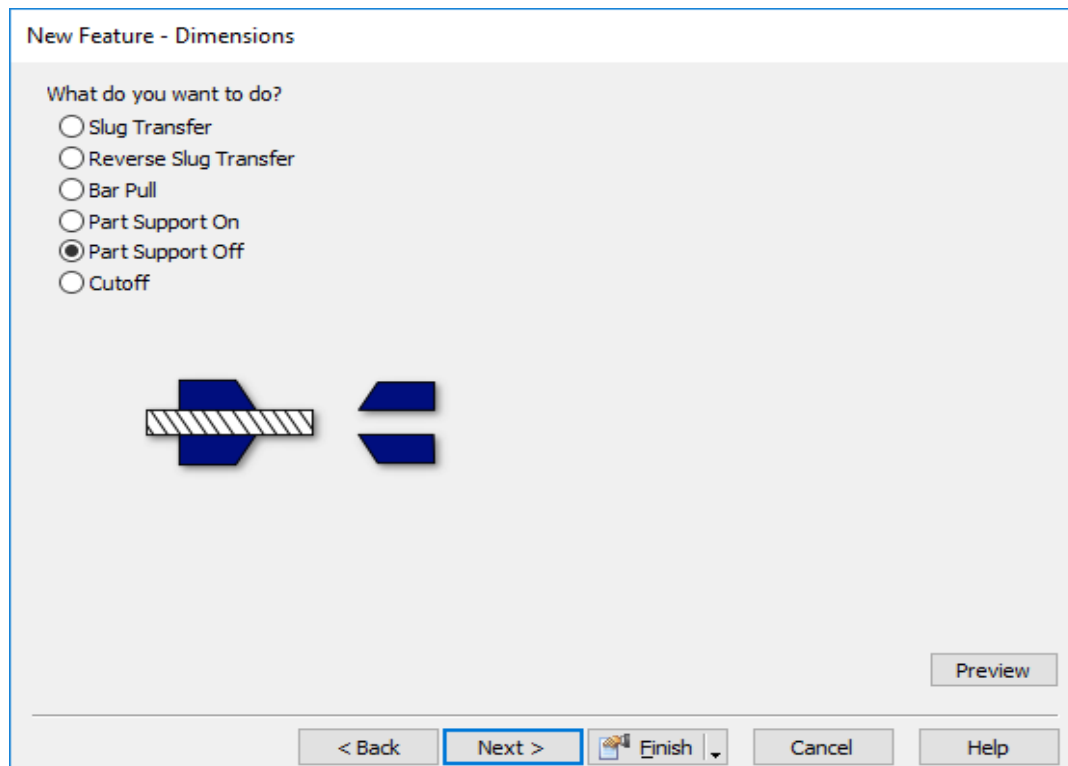 New Feature - Dimensions
What do you want to do?
Slug Transfer
Reverse Slug Transfer
Bar Pull
Part Support On
Part Support Off
Cutoff
Preview
< Back Next > Finish Cancel Help